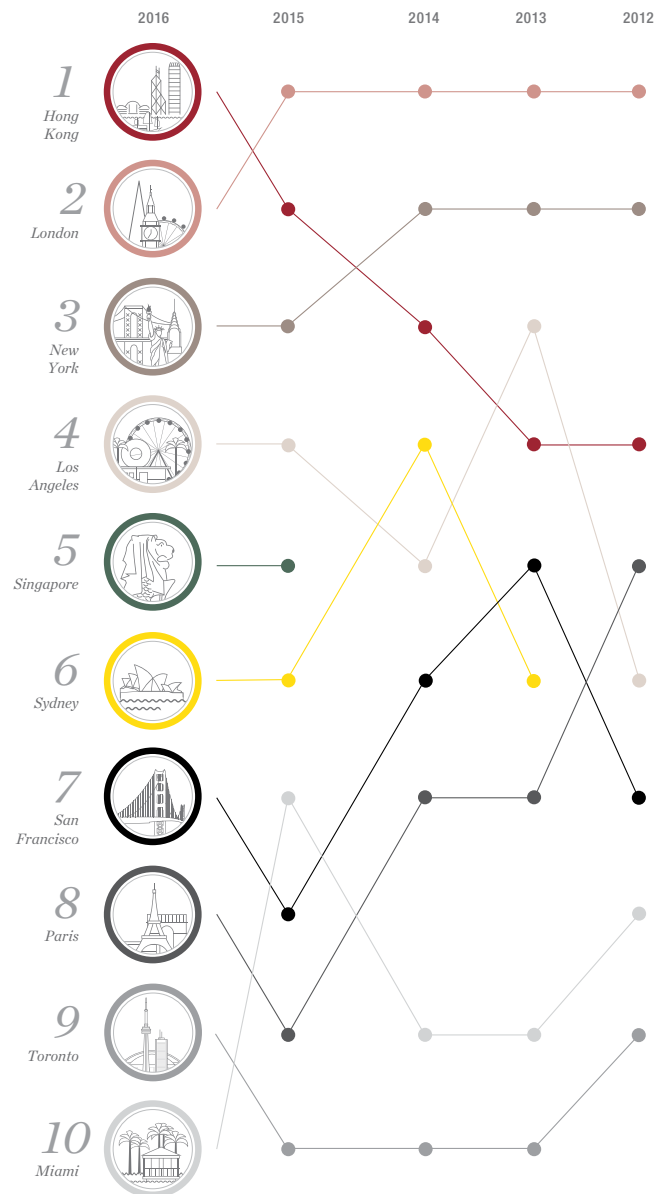 2016 2015 2014 2013 2012
1
Hong
Kong
2
London
3
New
York
4
Los
Angeles
5
Singapore
6
Sydney
7
San
Francisco
8
Paris
9
Toronto
10
Miami